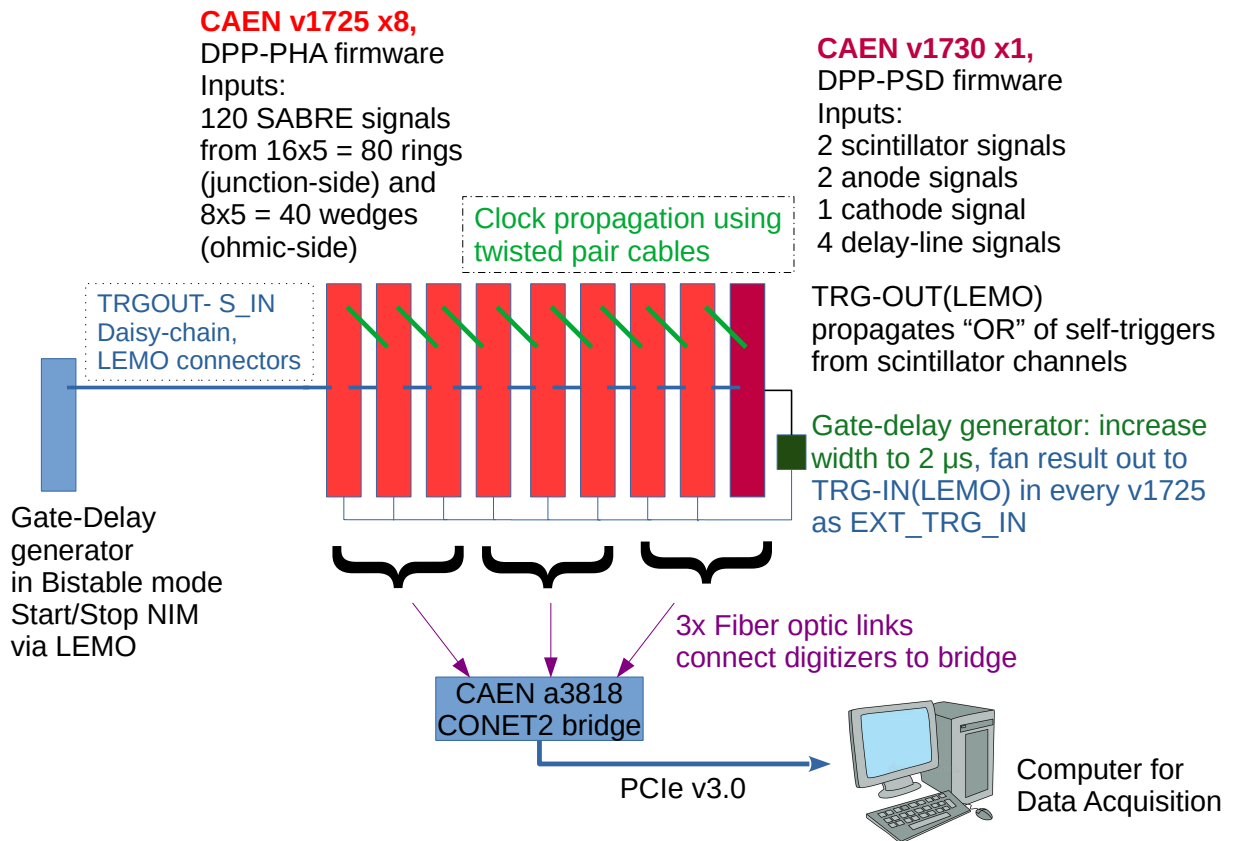 CAEN v1725 x8,
DPP-PHA firmware
Inputs:
120 SABRE signals
from 16x5 = 80 rings
(junction-side) and
8x5 = 40 wedges
(ohmic-side)
CAEN v1730 x1,
DPP-PSD firmware
Inputs:
2 scintillator signals
2 anode signals
1 cathode signal
4 delay-line signals
Clock propagation using
twisted pair cables
TRGOUT- S_IN
Daisy-chain,
LEMO connectors
TRG-OUT(LEMO)
propagates “OR” of self-triggers
from scintillator channels
Gate-delay generator: increase
width to 2 μs, fan result out to
TRG-IN(LEMO) in every v1725
as EXT_TRG_IN
Gate-Delay
generator
in Bistable mode
Start/Stop NIM
via LEMO
3x Fiber optic links
connect digitizers to bridge
CAEN a3818
CONET2 bridge
PCIe v3.0
Computer for
Data Acquisition